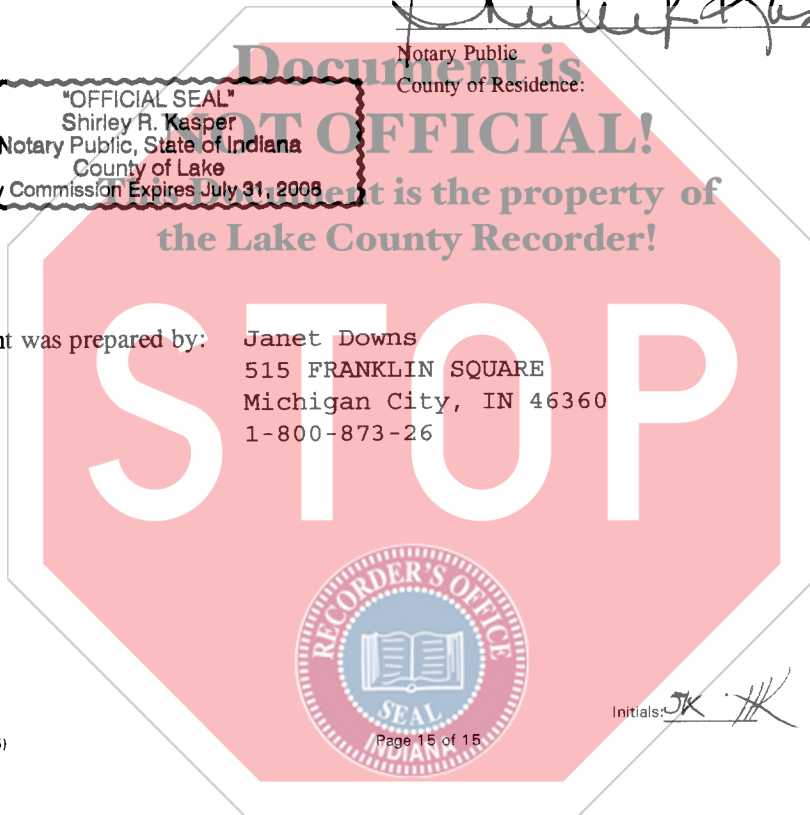 Notary Public
County of Residence:
Document is
NOT OFFICIAL!
This Document is the property of
the Lake County Recorder!
"OFFICIAL SEAL"
Shirley R. Kasper
Notary Public, State of Indiana
County of Lake
Commission Expires July 31, 2008
was prepared by:
Janet Downs
515 FRANKLIN SQUARE
Michigan City, IN 46360
1-800-873-26
STOP
RECORDER'S OFFICE
SEAL
INDIANA
Initials: JK
Page 15 of 15